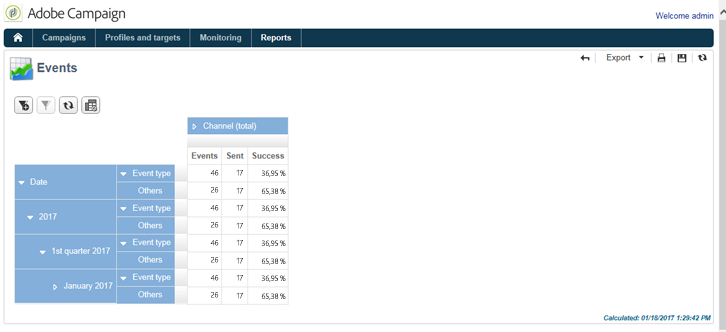 Adobe Campaign
Welcome admin
Campaigns Profiles and targets Monitoring Reports
Events
Export
Channel (total)
Events Sent Success
Date Event type 46 17 36,95 %
Others 26 17 65,38 %
2017 Event type 46 17 36,95 %
Others 26 17 65,38 %
1st quarter 2017 Event type 46 17 36,95 %
Others 26 17 65,38 %
January 2017 Event type 46 17 36,95 %
Others 26 17 65,38 %
Calculated: 01/18/2017 1:29:42 PM